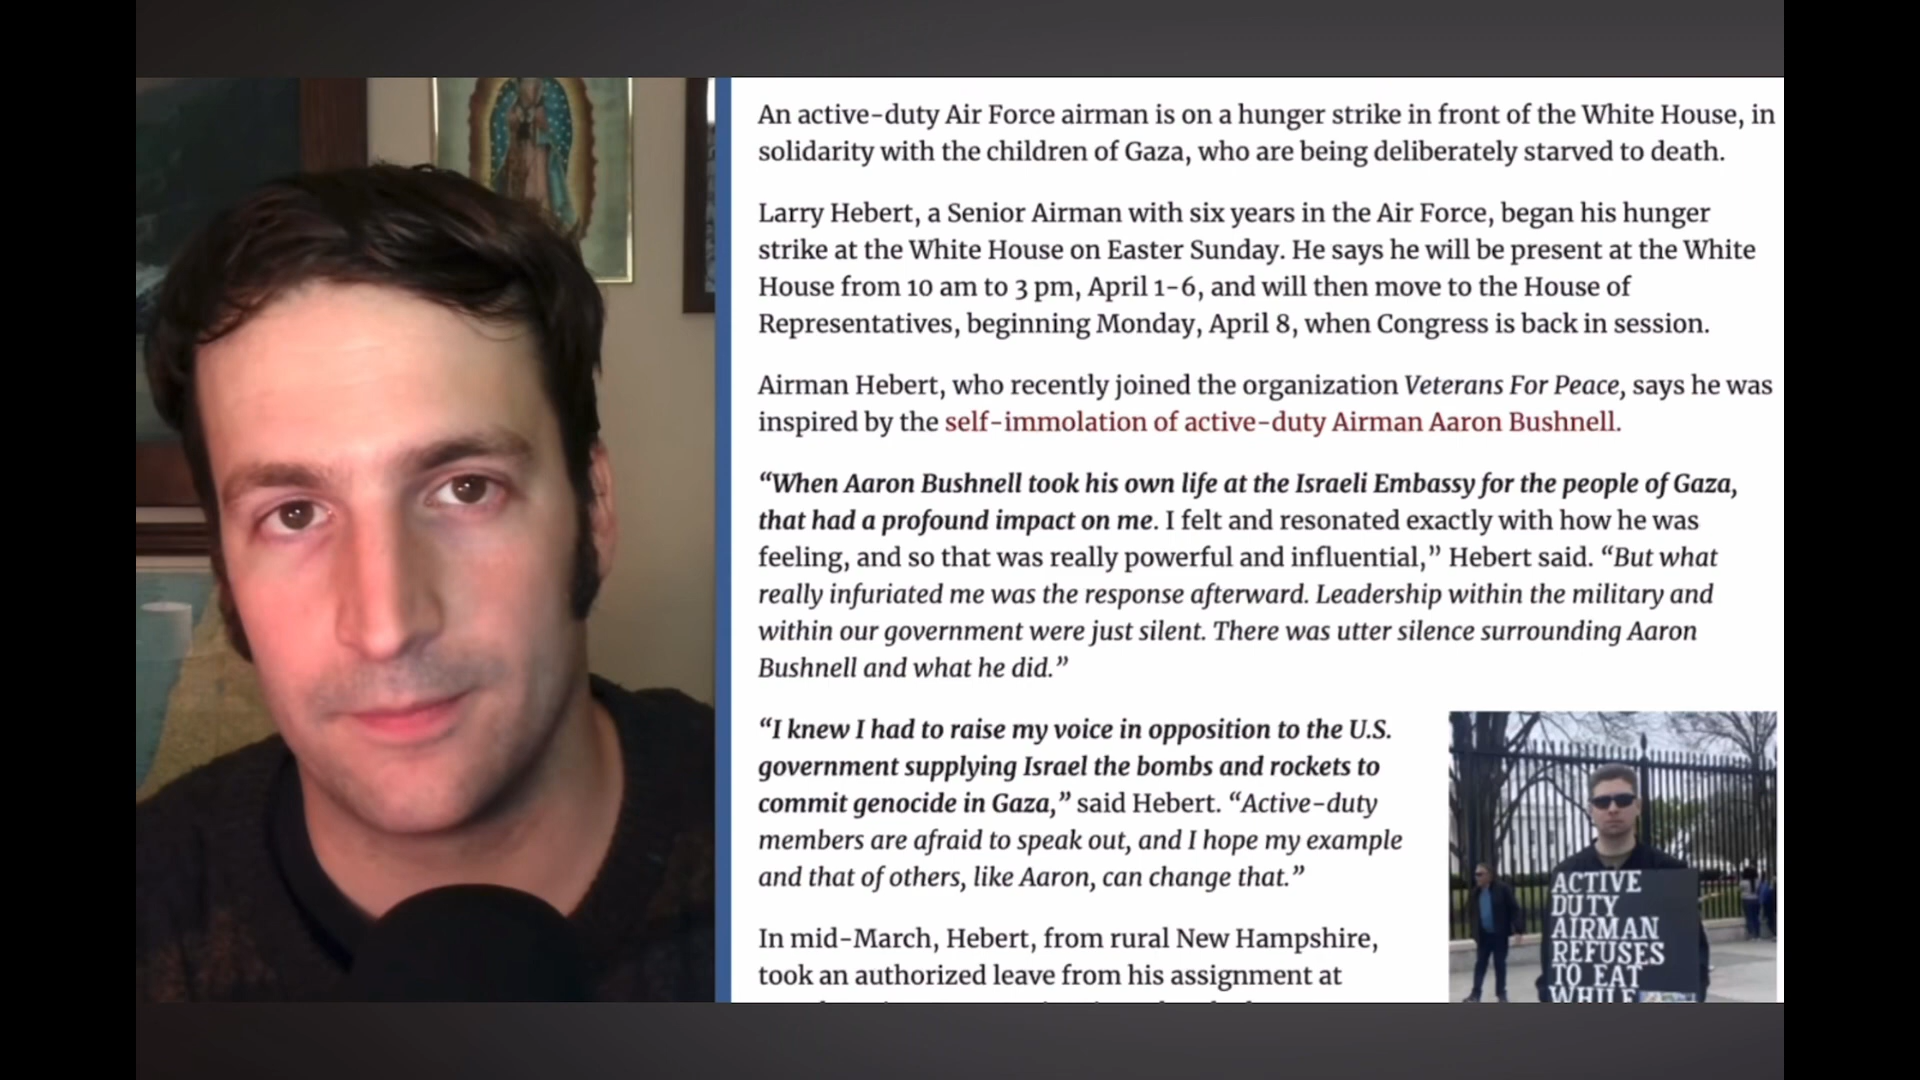 An active-duty Air Force airman is on a hunger strike in front of the White House, in
solidarity with the children of Gaza, who are being deliberately starved to death.
Larry Hebert, a Senior Airman with six years in the Air Force, began his hunger
strike at the White House on Easter Sunday. He says he will be present at the White
House from 10 am to 3 pm, April 1-6, and will then move to the House of
Representatives, beginning Monday, April 8, when Congress is back in session.
Airman Hebert, who recently joined the organization Veterans For Peace, says he was
inspired by the self-immolation of active-duty Airman Aaron Bushnell.
“When Aaron Bushnell took his own life at the Israeli Embassy for the people of Gaza,
that had a profound impact on me. I felt and resonated exactly with how he was
feeling, and so that was really powerful and influential,” Hebert said. “But what
really infuriated me was the response afterward. Leadership within the military and
within our government were just silent. There was utter silence surrounding Aaron
Bushnell and what he did.”
“I knew I had to raise my voice in opposition to the U.S.
government supplying Israel the bombs and rockets to
commit genocide in Gaza,” said Hebert. “Active-duty
members are afraid to speak out, and I hope my example
and that of others, like Aaron, can change that.”
In mid-March, Hebert, from rural New Hampshire,
took an authorized leave from his assignment at
ACTIVE
DUTY
AIRMAN
REFUSES
TO EAT
WHILE